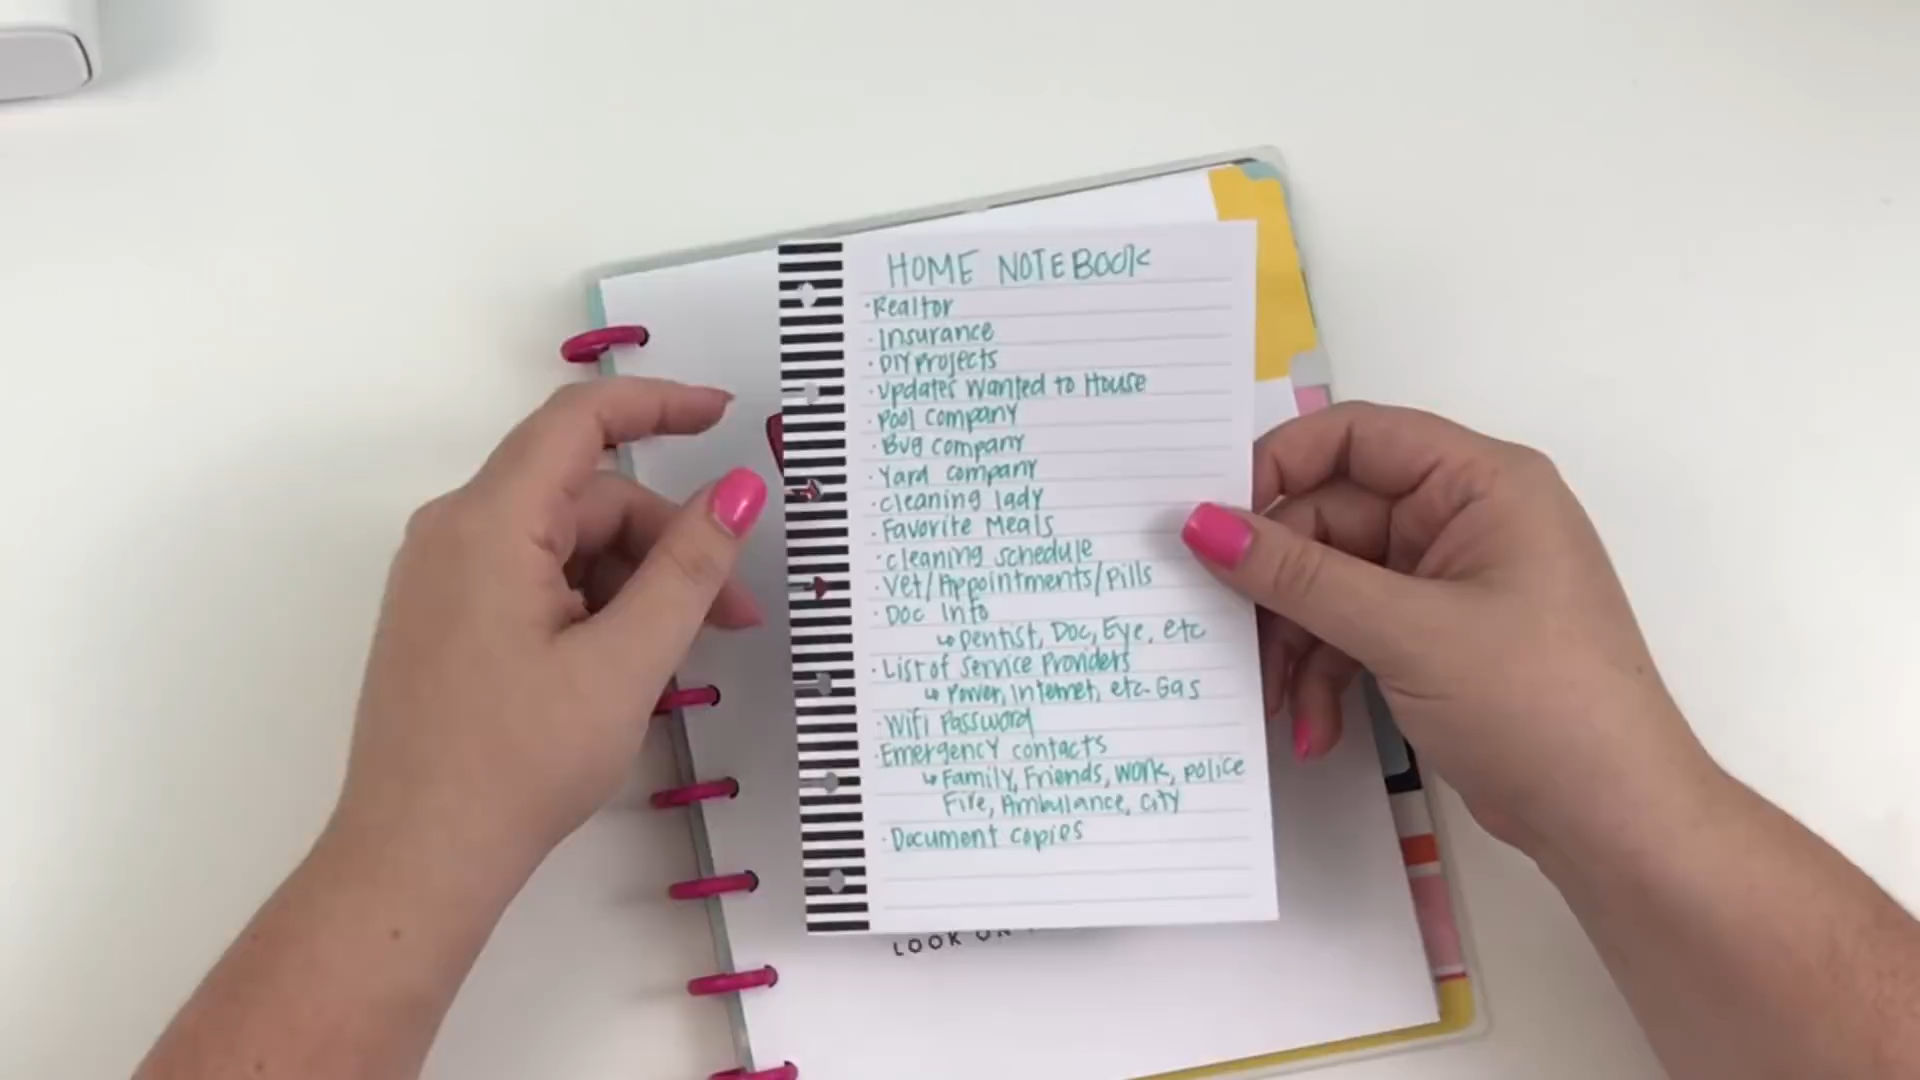 HOME NOTEBOOK
·Realtor
·Insurance
·DIY Projects
·Updates Wanted to House
·Pool Company
·Bug Company
·Yard Company
·cleaning lady
·Favorite Meals
·cleaning schedule
·Vet/Appointments/Pills
·Doc Info
↳Dentist, Doc, Eye, etc
·List of Service Providers
↳Power, Internet, etc. Gas
·Wifi Password
·Emergency contacts
↳Family, Friends, work, police
Fire, Ambulance, city
·Document copies
LOOK ON